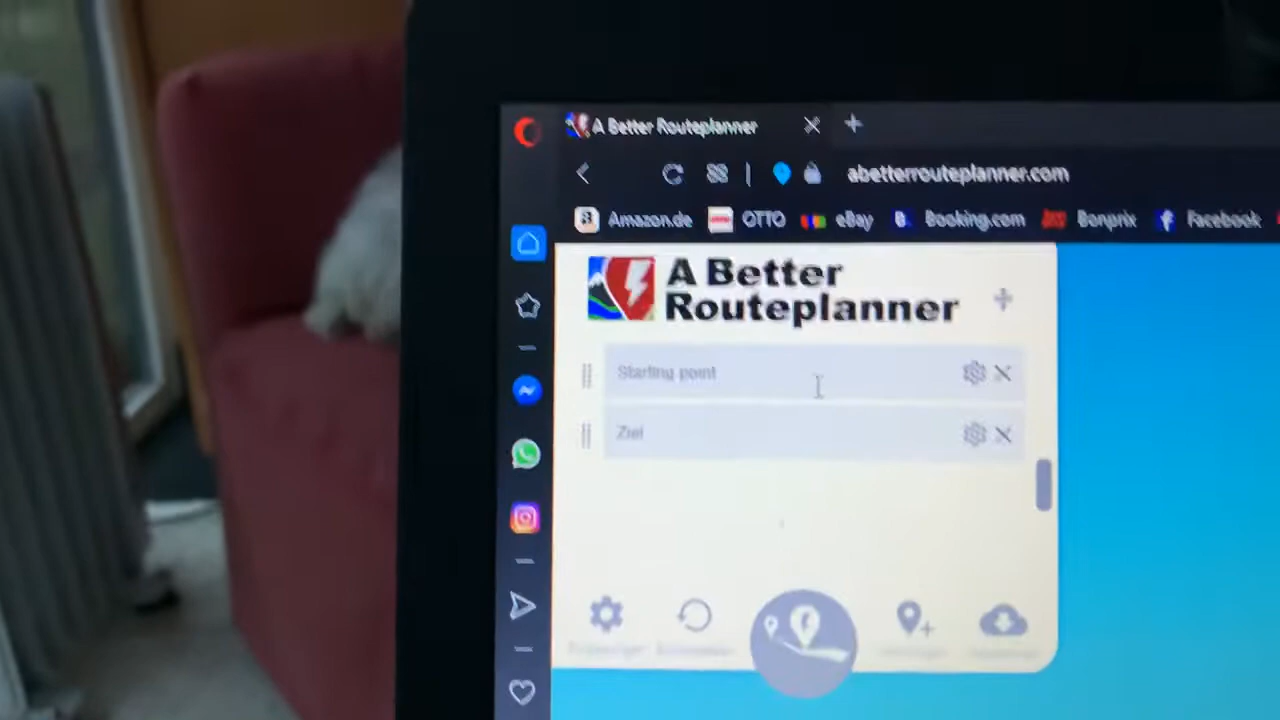 A Better Routeplanner
abetterrouteplanner.com
Amazon.de OTTO eBay Booking.com Bonprix Facebook
A Better
Routeplanner
Starting point
Ziel